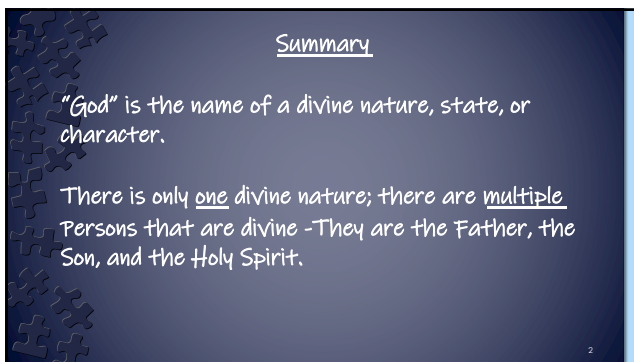 Summary
“God” is the name of a divine nature, state, or
character.
There is only one divine nature; there are multiple
Persons that are divine -They are the Father, the
Son, and the Holy Spirit.
2